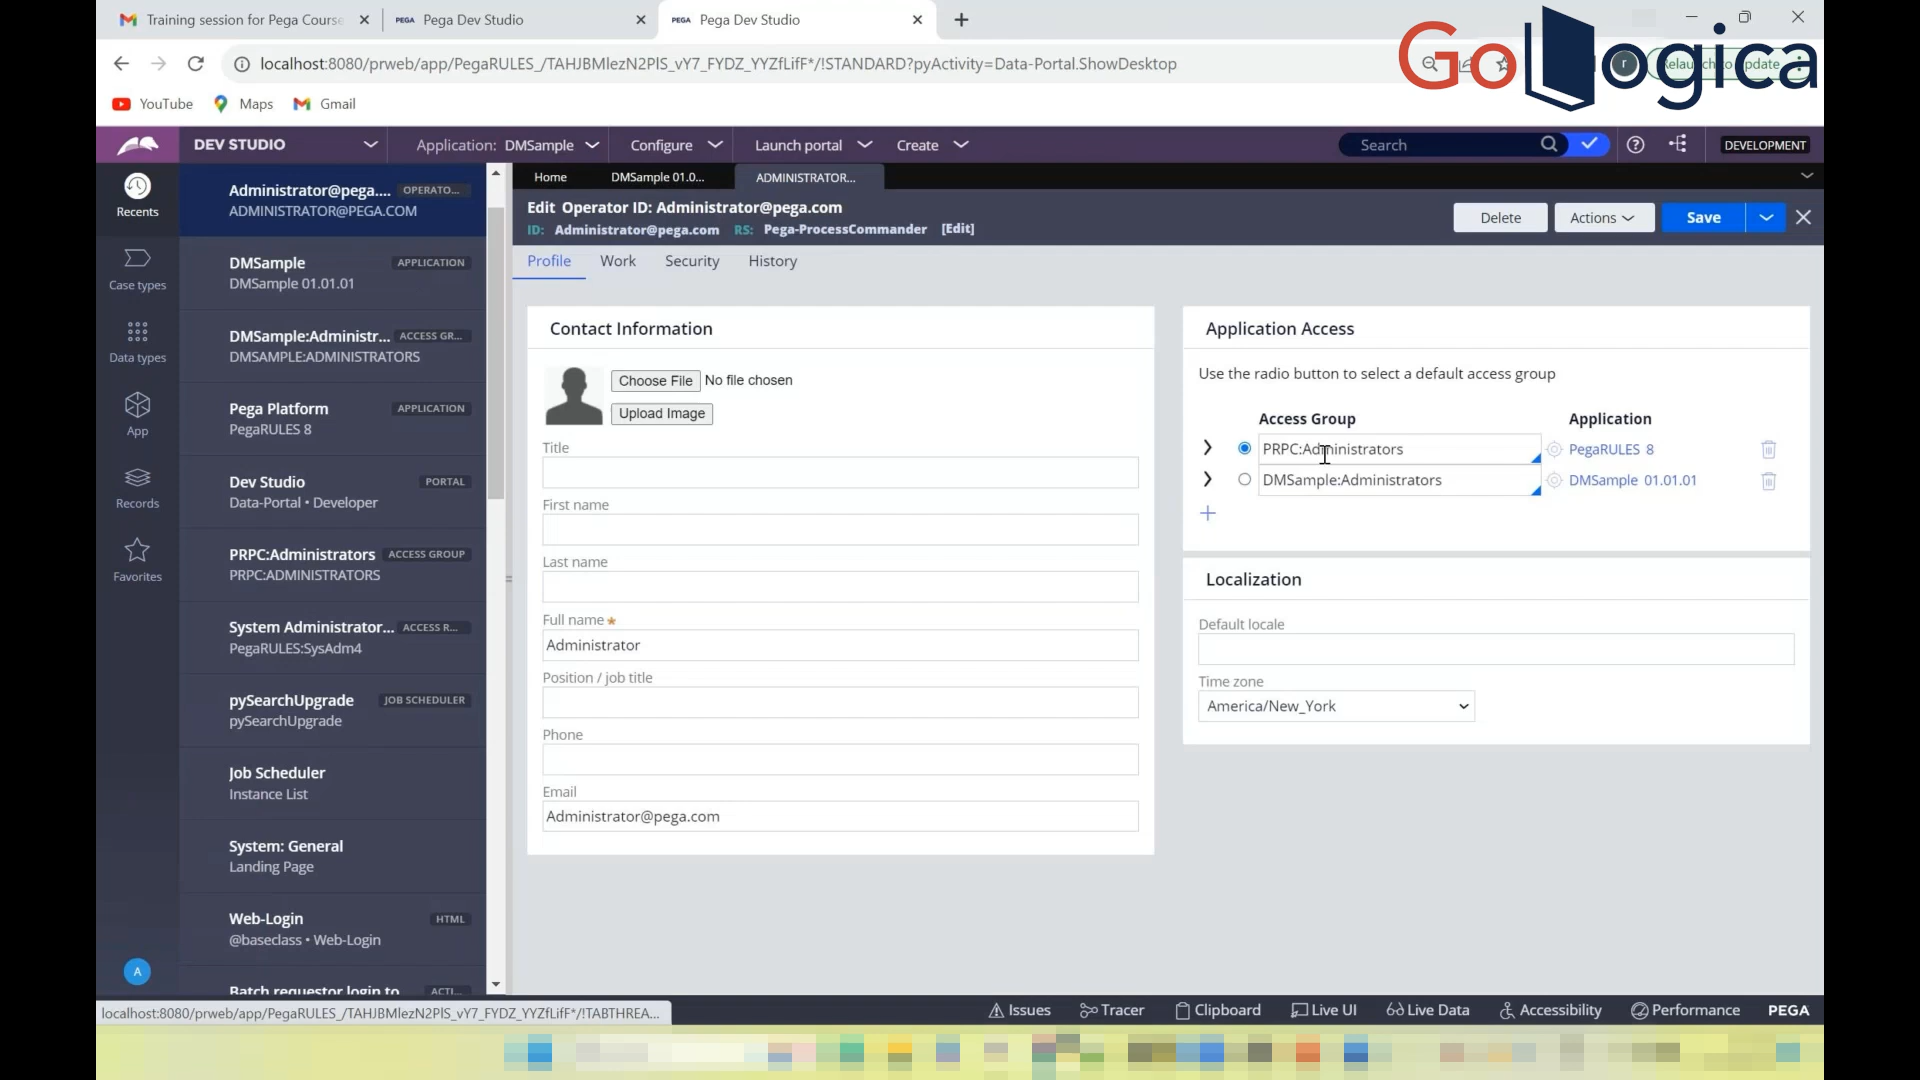 Training session for Pega Course
PEGA Pega Dev Studio
PEGA Pega Dev Studio
GoLogica
localhost:8080/prweb/app/PegaRULES_/TAHJBMlezN2PlS_vY7_FYDZ_YYZfLifF*/!STANDARD?pyActivity=Data-Portal.ShowDesktop
YouTube
Maps
Gmail
DEV STUDIO
Application: DMSample
Configure
Launch portal
Create
Search
DEVELOPMENT
Recents
Case types
Data types
App
Records
Favorites
A
Administrator@pega.... OPERATO...
ADMINISTRATOR@PEGA.COM
DMSample APPLICATION
DMSample 01.01.01
DMSample:Administr... ACCESS GR...
DMSAMPLE:ADMINISTRATORS
Pega Platform APPLICATION
PegaRULES 8
Dev Studio PORTAL
Data-Portal • Developer
PRPC:Administrators ACCESS GROUP
PRPC:ADMINISTRATORS
System Administrator... ACCESS R...
PegaRULES:SysAdm4
pySearchUpgrade JOB SCHEDULER
pySearchUpgrade
Job Scheduler
Instance List
System: General
Landing Page
Web-Login HTML
@baseclass • Web-Login
Batch requestor login to ACTI...
Home
DMSample 01.0...
ADMINISTRATOR...
Edit Operator ID: Administrator@pega.com
ID: Administrator@pega.com RS: Pega-ProcessCommander [Edit]
Delete
Actions
Save
Profile
Work
Security
History
Contact Information
Choose File No file chosen
Upload Image
Title
First name
Last name
Full name *
Administrator
Position / job title
Phone
Email
Administrator@pega.com
Application Access
Use the radio button to select a default access group
Access Group Application
PRPC:Administrators PegaRULES 8
DMSample:Administrators DMSample 01.01.01
Localization
Default locale
Time zone
America/New_York
localhost:8080/prweb/app/PegaRULES_/TAHJBMlezN2PlS_vY7_FYDZ_YYZfLifF*/!TABTHREA...
Issues
Tracer
Clipboard
Live UI
Live Data
Accessibility
Performance
PEGA